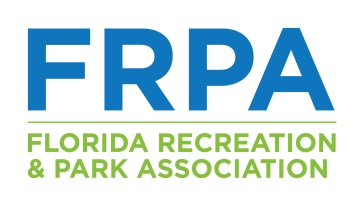 FRPA
FLORIDA RECREATION
& PARK ASSOCIATION